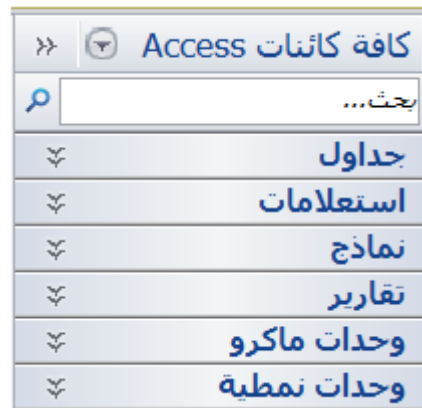 كافة كائنات Access
بحث...
جداول
استعلامات
نماذج
تقارير
وحدات ماكرو
وحدات نمطية